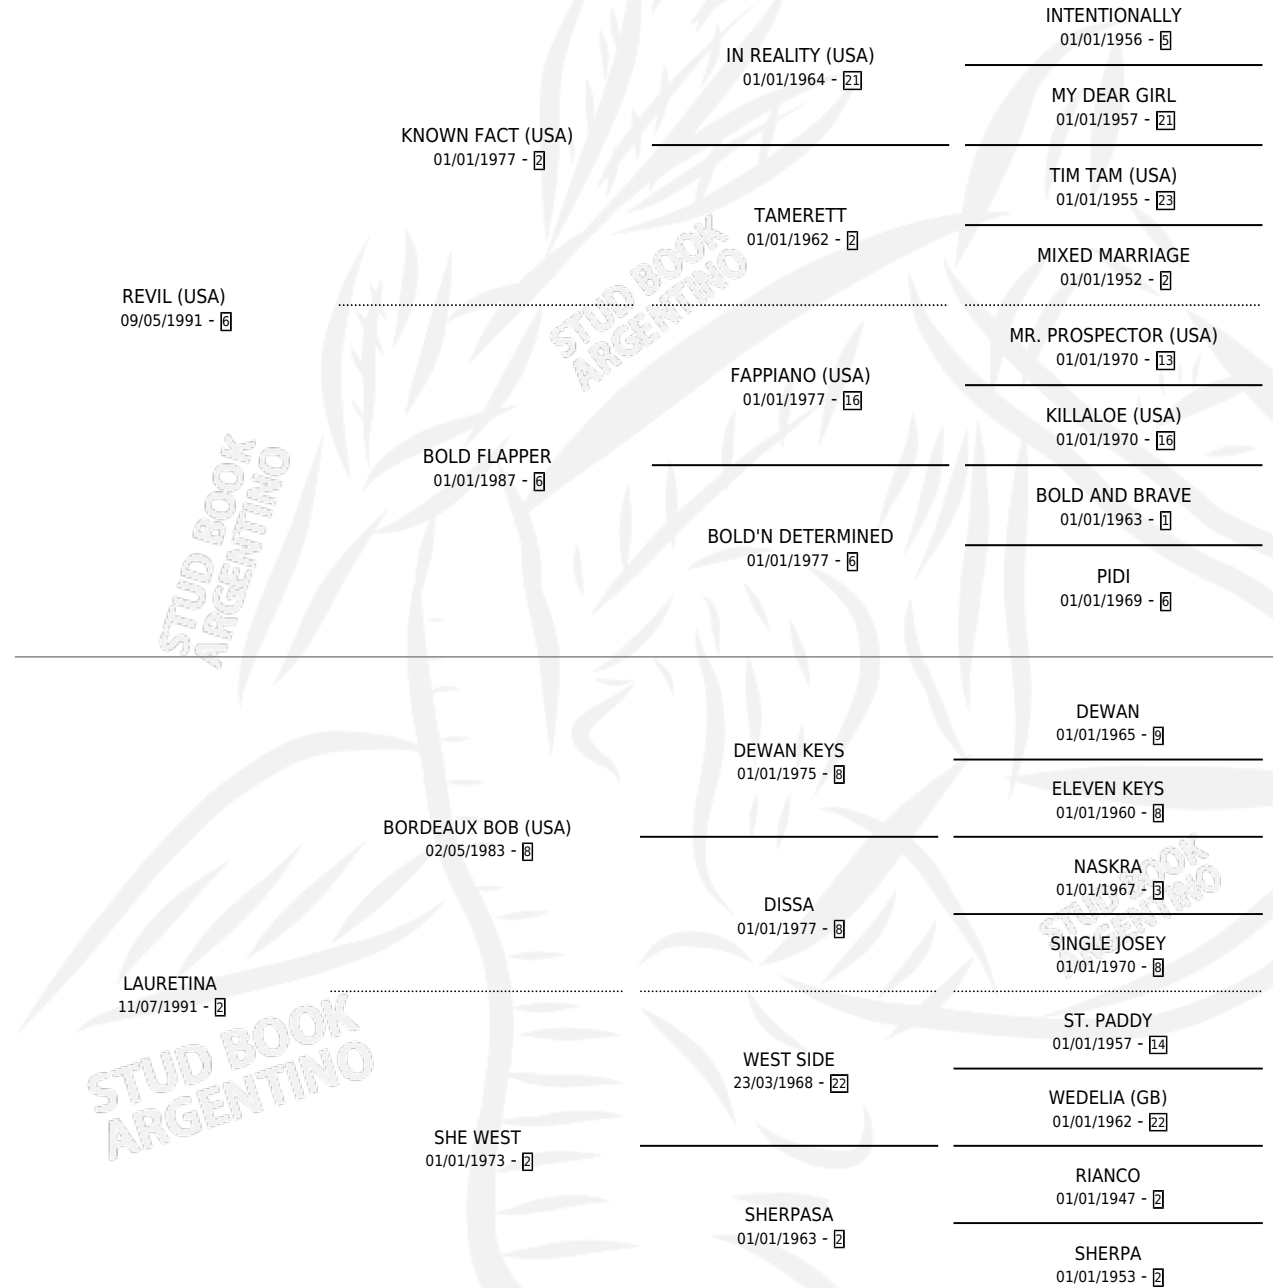 INTENTIONALLY
01/01/1956 - 5
IN REALITY (USA)
01/01/1964 - 21
MY DEAR GIRL
01/01/1957 - 21
KNOWN FACT (USA)
01/01/1977 - 2
TIM TAM (USA)
01/01/1955 - 23
TAMERETT
01/01/1962 - 2
MIXED MARRIAGE
01/01/1952 - 2
REVIL (USA)
09/05/1991 - 6
MR. PROSPECTOR (USA)
01/01/1970 - 13
FAPPIANO (USA)
01/01/1977 - 16
KILLALOE (USA)
01/01/1970 - 16
BOLD FLAPPER
01/01/1987 - 6
BOLD AND BRAVE
01/01/1963 - 1
BOLD'N DETERMINED
01/01/1977 - 6
PIDI
01/01/1969 - 6
DEWAN
01/01/1965 - 9
DEWAN KEYS
01/01/1975 - 8
ELEVEN KEYS
01/01/1960 - 8
BORDEAUX BOB (USA)
02/05/1983 - 8
NASKRA
01/01/1967 - 3
DISSA
01/01/1977 - 8
SINGLE JOSEY
01/01/1970 - 8
LAURETINA
11/07/1991 - 2
ST. PADDY
01/01/1957 - 14
WEST SIDE
23/03/1968 - 22
WEDELIA (GB)
01/01/1962 - 22
SHE WEST
01/01/1973 - 2
RIANCO
01/01/1947 - 2
SHERPASA
01/01/1963 - 2
SHERPA
01/01/1953 - 2
STUD BOOK
ARGENTINO
STUD BOOK
ARGENTINO
STUD BOOK
ARGENTINO
STUD BOOK
ARGENTINO